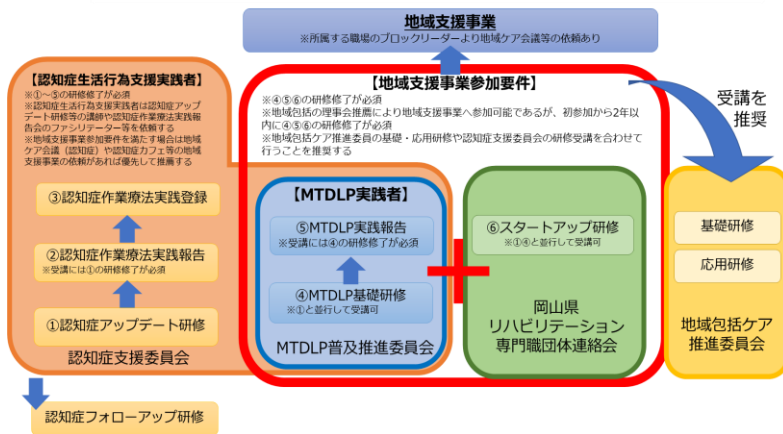 地域支援事業
※所属する職場のブロックリーダーより地域ケア会議等の依頼あり
【認知症生活行為支援実践者】
※①～⑤の研修修了が必須
※認知症生活行為支援実践者は認知症アップ
デート研修等の講師や認知症作業療法実践報
告会のファシリテーター等を依頼する
※地域支援事業参加要件を満たす場合は地域
ケア会議（認知症）や認知症カフェ等の地域
支援事業の依頼があれば優先して推薦する
③認知症作業療法実践登録
②認知症作業療法実践報告
※受講には①の研修修了が必須
①認知症アップデート研修
認知症支援委員会
認知症フォローアップ研修
【地域支援事業参加要件】
※④⑤⑥の研修修了が必須
※地域包括の理事会推薦により地域支援事業へ参加可能であるが、初参加から2年以
内に④⑤⑥の研修修了が必須
※地域包括ケア推進委員の基礎・応用研修や認知症支援委員会の研修受講を合わせて
行うことを推奨する
【MTDLP実践者】
⑤MTDLP実践報告
※受講には④の研修修了が必須
④MTDLP基礎研修
※①と並行して受講可
MTDLP普及推進委員会
⑥スタートアップ研修
※①④と並行して受講可
岡山県
リハビリテーション
専門職団体連絡会
受講を
推奨
基礎研修
応用研修
地域包括ケア
推進委員会